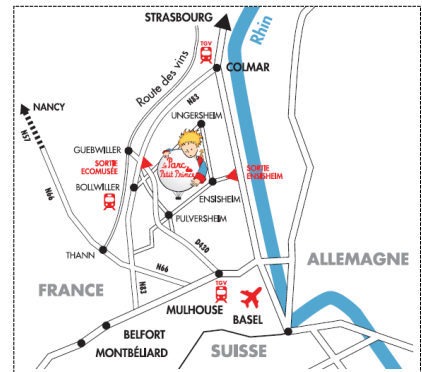 STRASBOURG
Rhin
TGV
COLMAR
Route des vins
N83
NANCY
UNGERSHEIM
N57
GUEBWILLER
SORTIE
ECOMUSÉE
Le Parc
du
Petit Prince
SORTIE
ENSISHEIM
BOLLWILLER
N66
ENSISHEIM
PULVERSHEIM
D430
THANN
ALLEMAGNE
N66
FRANCE
N83
TGV
MULHOUSE
BASEL
BELFORT
MONTBÉLIARD
SUISSE